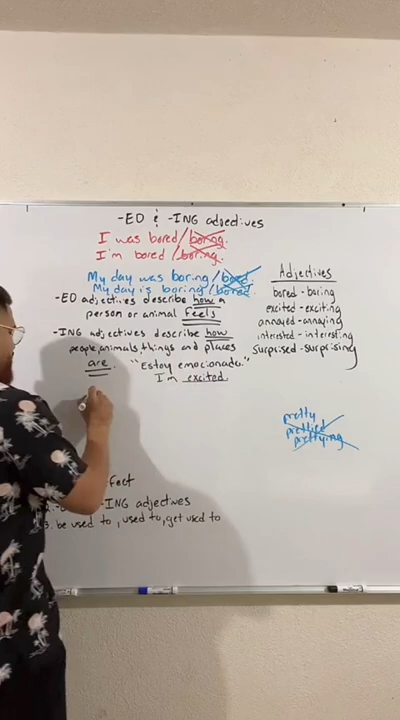 -ED & -ING adjectives
I was bored/boring.
I'm bored/boring.
My day was boring/bored.
My day is boring/bored.
-ED adjectives describe how a
person or animal feels
-ING adjectives describe how
people, animals, things and places
are. "Estoy emocionado."
I'm excited.
Adjectives
bored - boring
excited - exciting
annoyed - annoying
interested - interesting
Surprised - surprising
pretty
prettied
prettying
-ING adjectives
3. be used to, used to, get used to